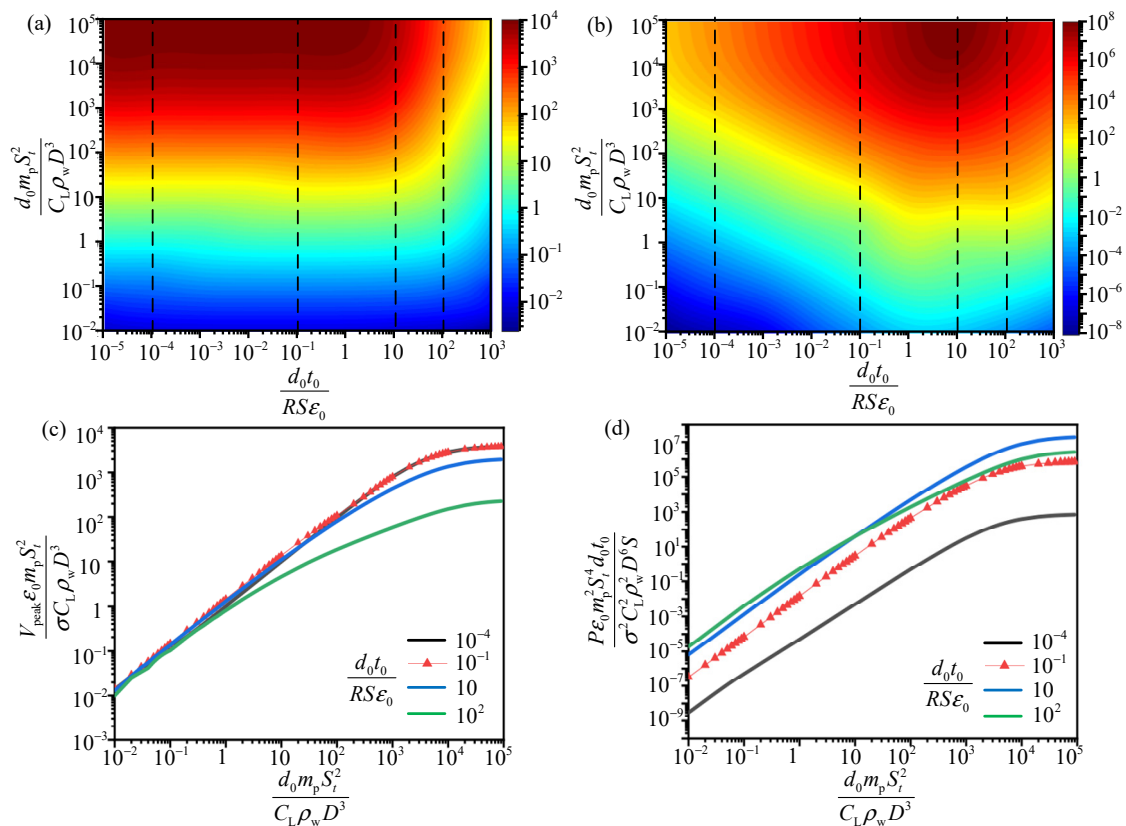 (a)
10^5
10^4
10^3
10^2
10
1
10^-1
10^-2
d_0 m_p S_t^2
C_L ρ_w D^3
10^-5 10^-4 10^-3 10^-2 10^-1 1 10 10^2 10^3
d_0 t_0
RSε_0
10^4
10^3
10^2
10
1
10^-1
10^-2
(b)
10^5
10^4
10^3
10^2
10
1
10^-1
10^-2
d_0 m_p S_t^2
C_L ρ_w D^3
10^-5 10^-4 10^-3 10^-2 10^-1 1 10 10^2 10^3
d_0 t_0
RSε_0
10^8
10^6
10^4
10^2
1
10^-2
10^-4
10^-6
10^-8
(c)
10^4
10^3
10^2
10
1
10^-1
10^-2
10^-3
V_peak ε_0 m_p S_t^2
σC_L ρ_w D^3
10^-2 10^-1 1 10 10^2 10^3 10^4 10^5
d_0 m_p S_t^2
C_L ρ_w D^3
d_0 t_0
RSε_0
10^-4
10^-1
10
10^2
(d)
10^7
10^5
10^3
10^1
10^-1
10^-3
10^-5
10^-7
10^-9
Pε_0 m_p^2 S_t^4 d_0 t_0
σ^2 C_L^2 ρ_w^2 D^6 S
10^-2 10^-1 1 10 10^2 10^3 10^4 10^5
d_0 m_p S_t^2
C_L ρ_w D^3
d_0 t_0
RSε_0
10^-4
10^-1
10
10^2